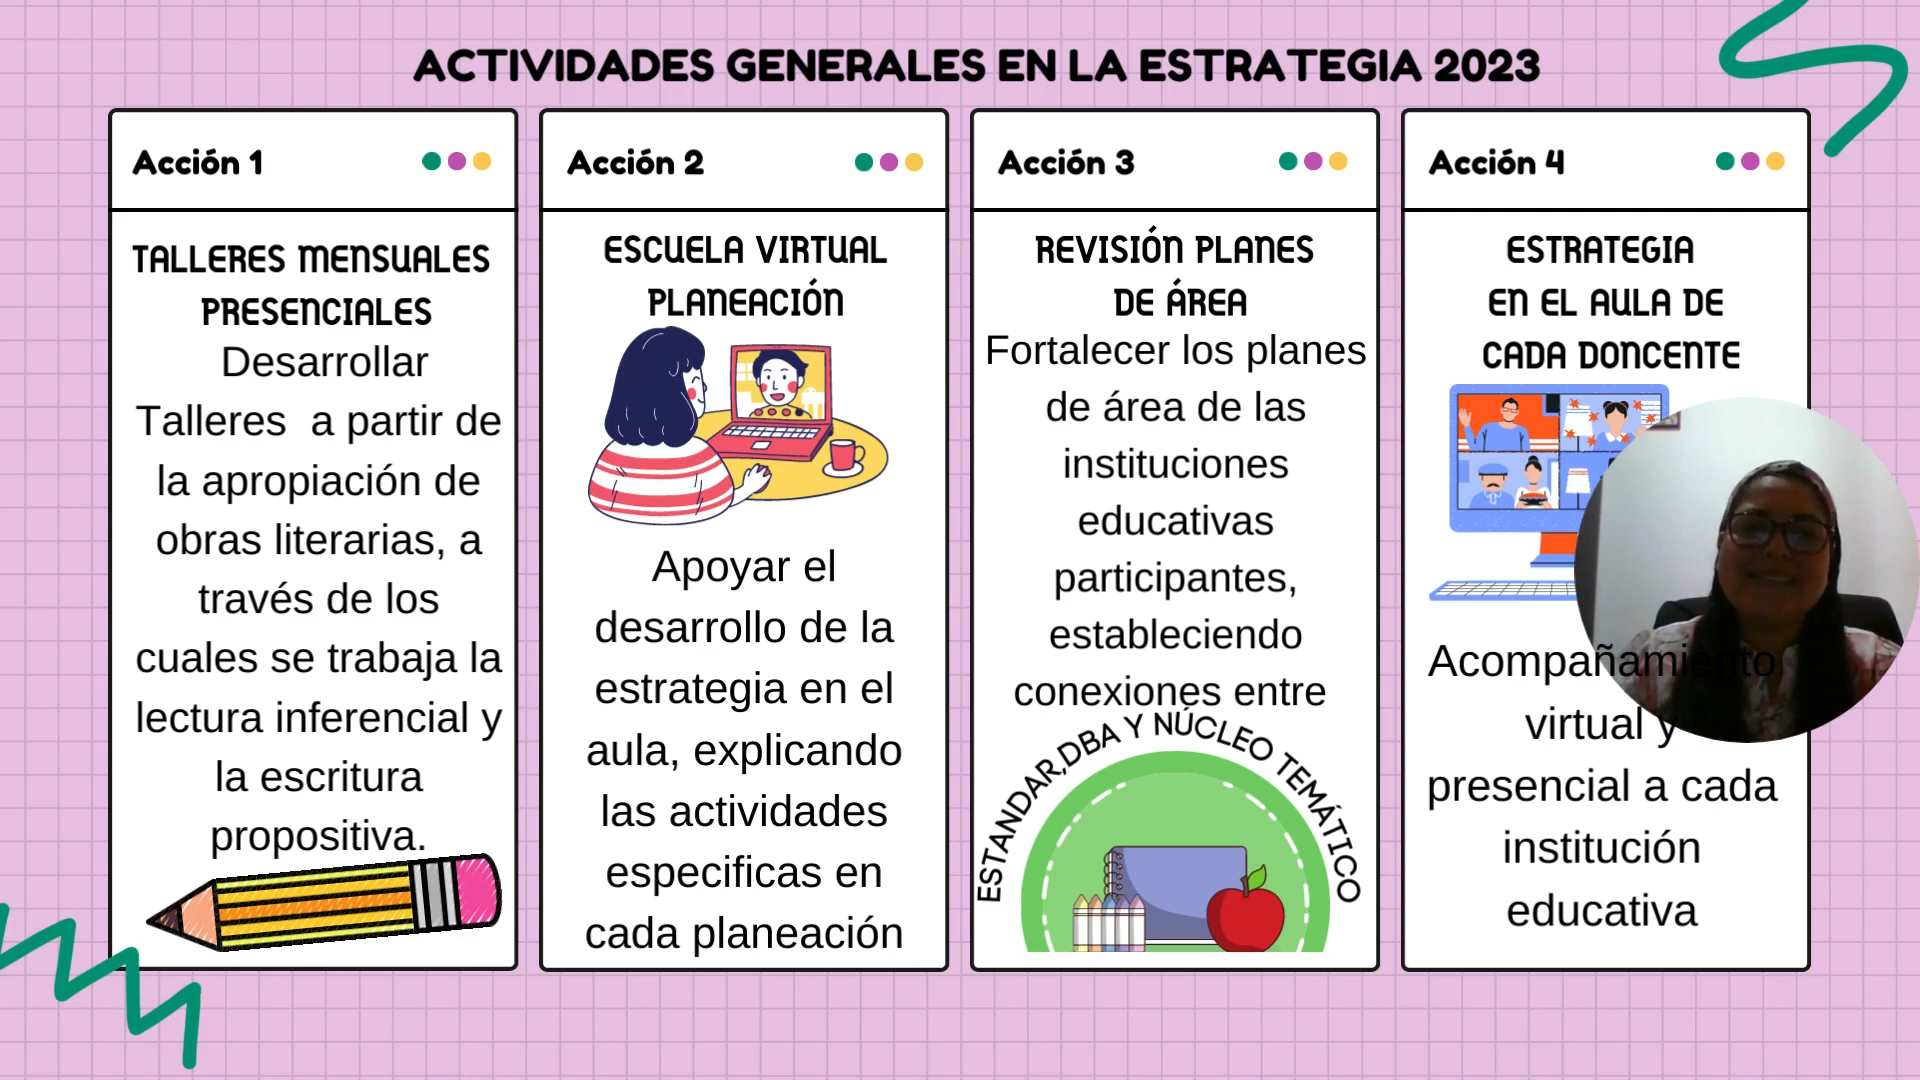 ACTIVIDADES GENERALES EN LA ESTRATEGIA 2023
Acción 1
TALLERES MENSUALES
PRESENCIALES
Desarrollar
Talleres a partir de
la apropiación de
obras literarias, a
través de los
cuales se trabaja la
lectura inferencial y
la escritura
propositiva.
Acción 2
ESCUELA VIRTUAL
PLANEACIÓN
Apoyar el
desarrollo de la
estrategia en el
aula, explicando
las actividades
especificas en
cada planeación
Acción 3
REVISIÓN PLANES
DE ÁREA
Fortalecer los planes
de área de las
instituciones
educativas
participantes,
estableciendo
conexiones entre
ESTANDAR,DBA Y NÚCLEO TEMÁTICO
Acción 4
ESTRATEGIA
EN EL AULA DE
CADA DONCENTE
Acompañamiento
virtual y
presencial a cada
institución
educativa